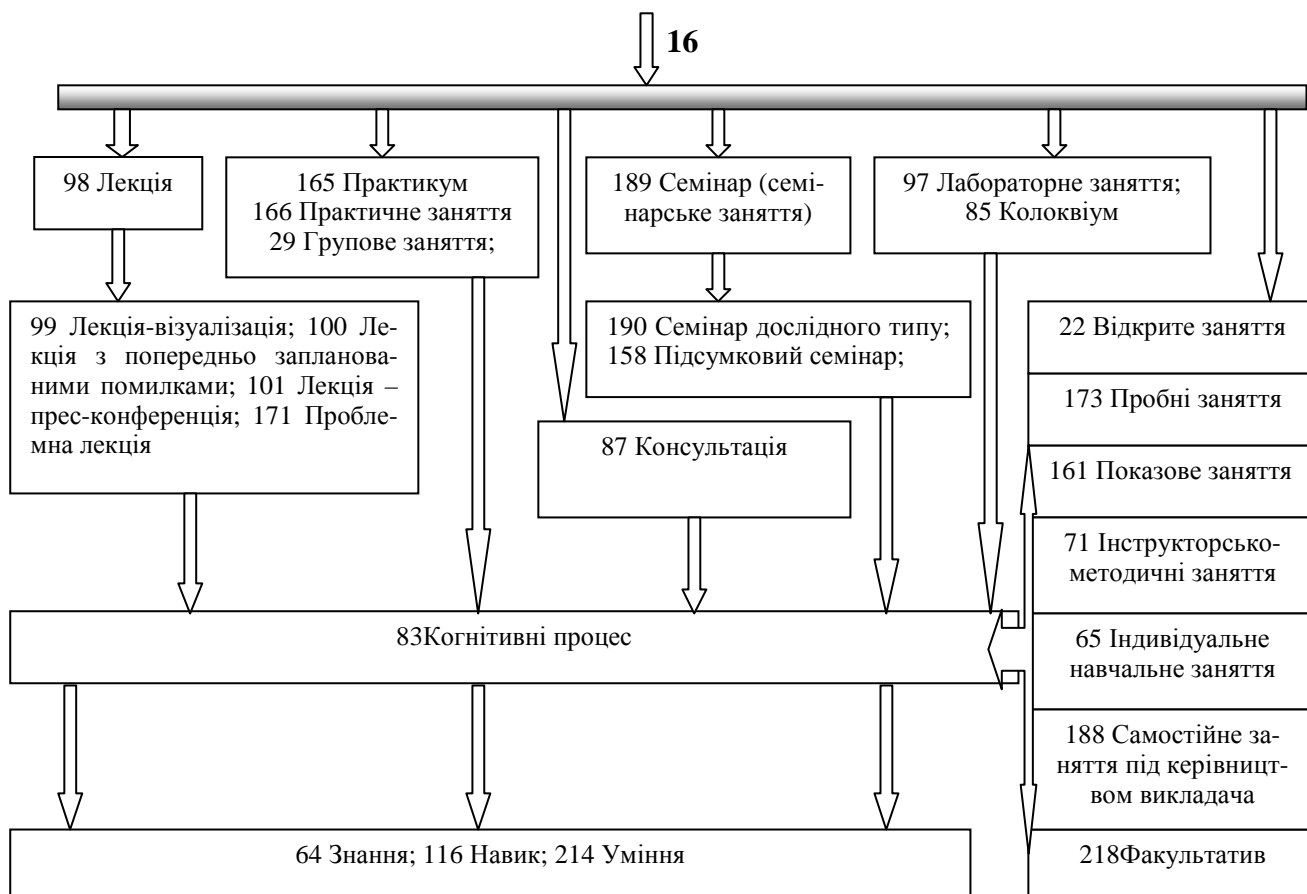 16
98 Лекція
165 Практикум
166 Практичне заняття
29 Групове заняття;
189 Семінар (семі-
нарське заняття)
97 Лабораторне заняття;
85 Колоквіум
99 Лекція-візуалізація; 100 Ле-
кція з попередньо запланова-
ними помилками; 101 Лекція –
прес-конференція; 171 Пробле-
мна лекція
190 Семінар дослідного типу;
158 Підсумковий семінар;
87 Консультація
22 Відкрите заняття
173 Пробні заняття
161 Показове заняття
71 Інструкторсько-
методичні заняття
65 Індивідуальне
навчальне заняття
188 Самостійне за-
няття під керівницт-
вом викладача
218Факультатив
83Когнітивні процес
64 Знання; 116 Навик; 214 Уміння